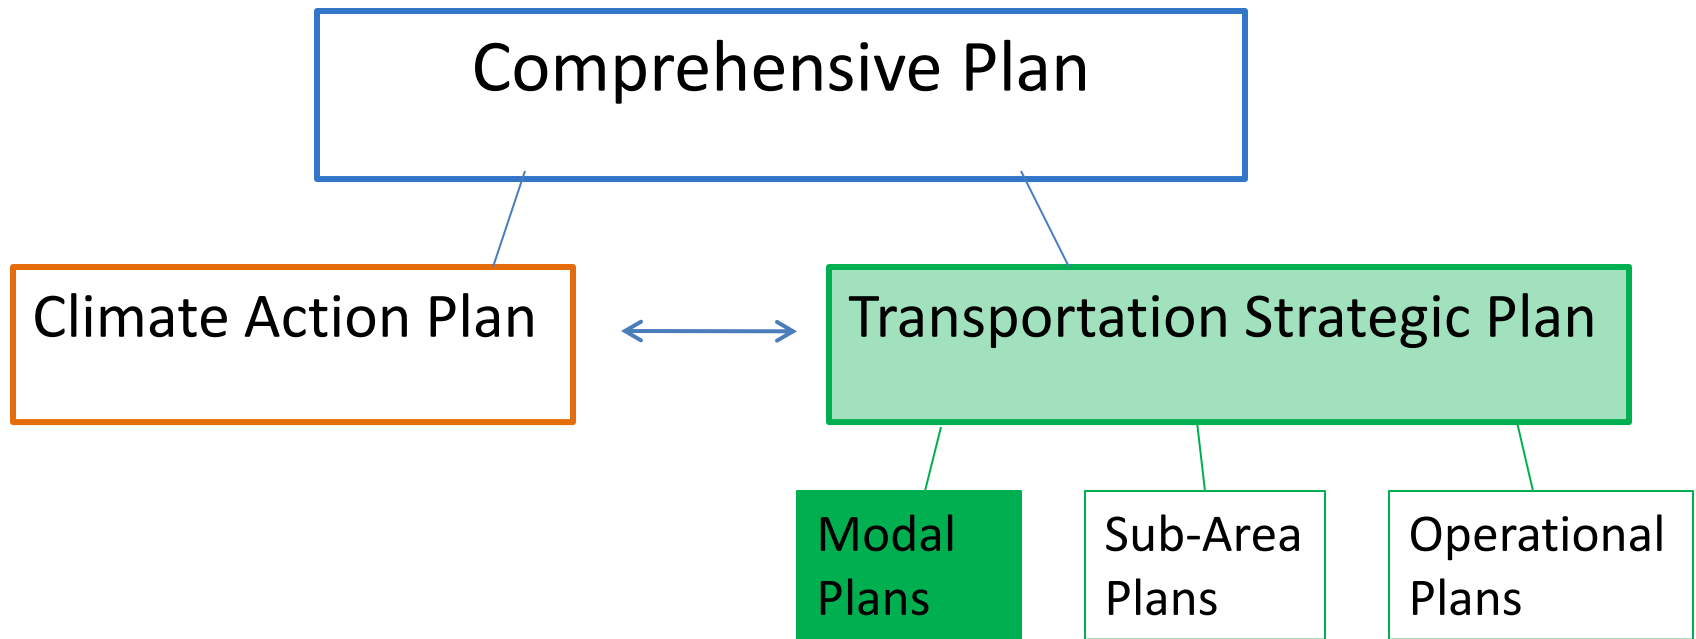 Comprehensive Plan
Climate Action Plan
Transportation Strategic Plan
Modal
Plans
Sub-Area
Plans
Operational
Plans